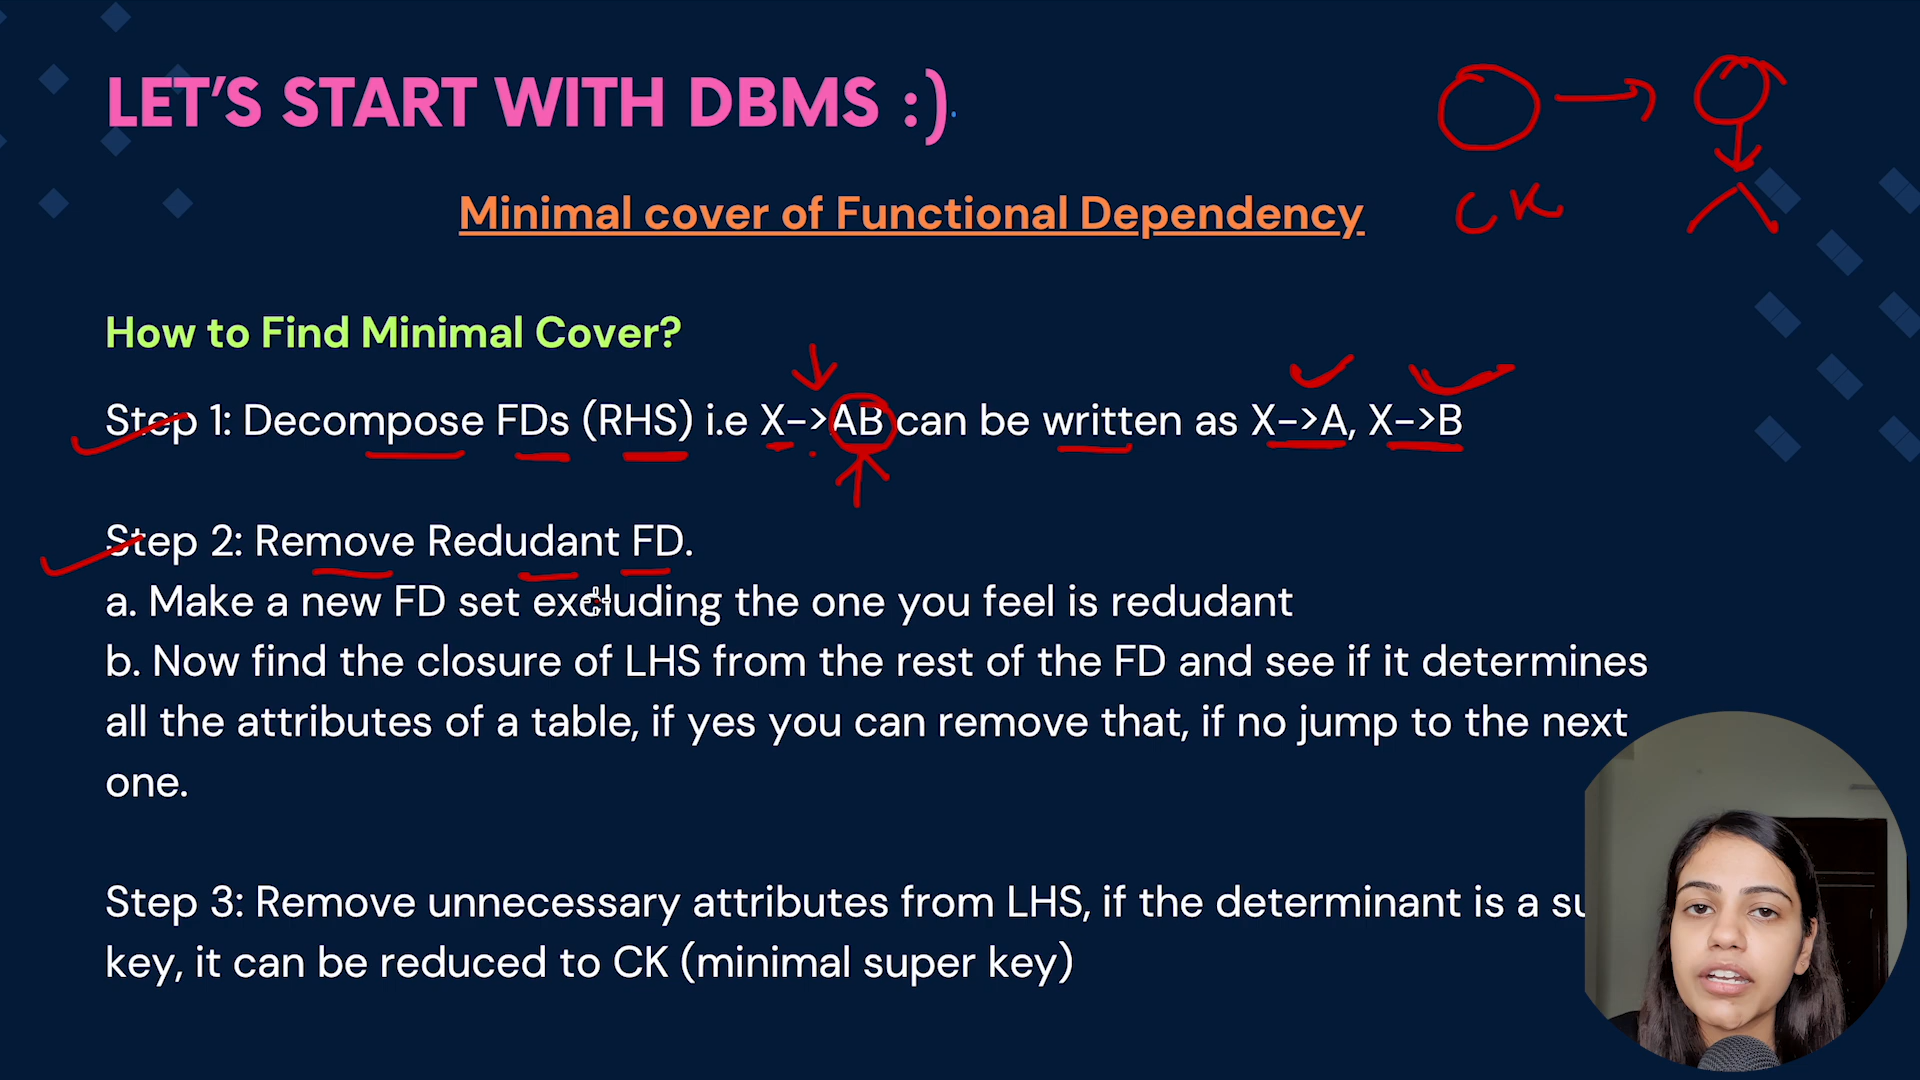 LET'S START WITH DBMS :)
CK
Minimal cover of Functional Dependency
How to Find Minimal Cover?
Step 1: Decompose FDs (RHS) i.e X->AB can be written as X->A, X->B
Step 2: Remove Redudant FD.
a. Make a new FD set excluding the one you feel is redudant
b. Now find the closure of LHS from the rest of the FD and see if it determines
all the attributes of a table, if yes you can remove that, if no jump to the next
one.
Step 3: Remove unnecessary attributes from LHS, if the determinant is a su
key, it can be reduced to CK (minimal super key)